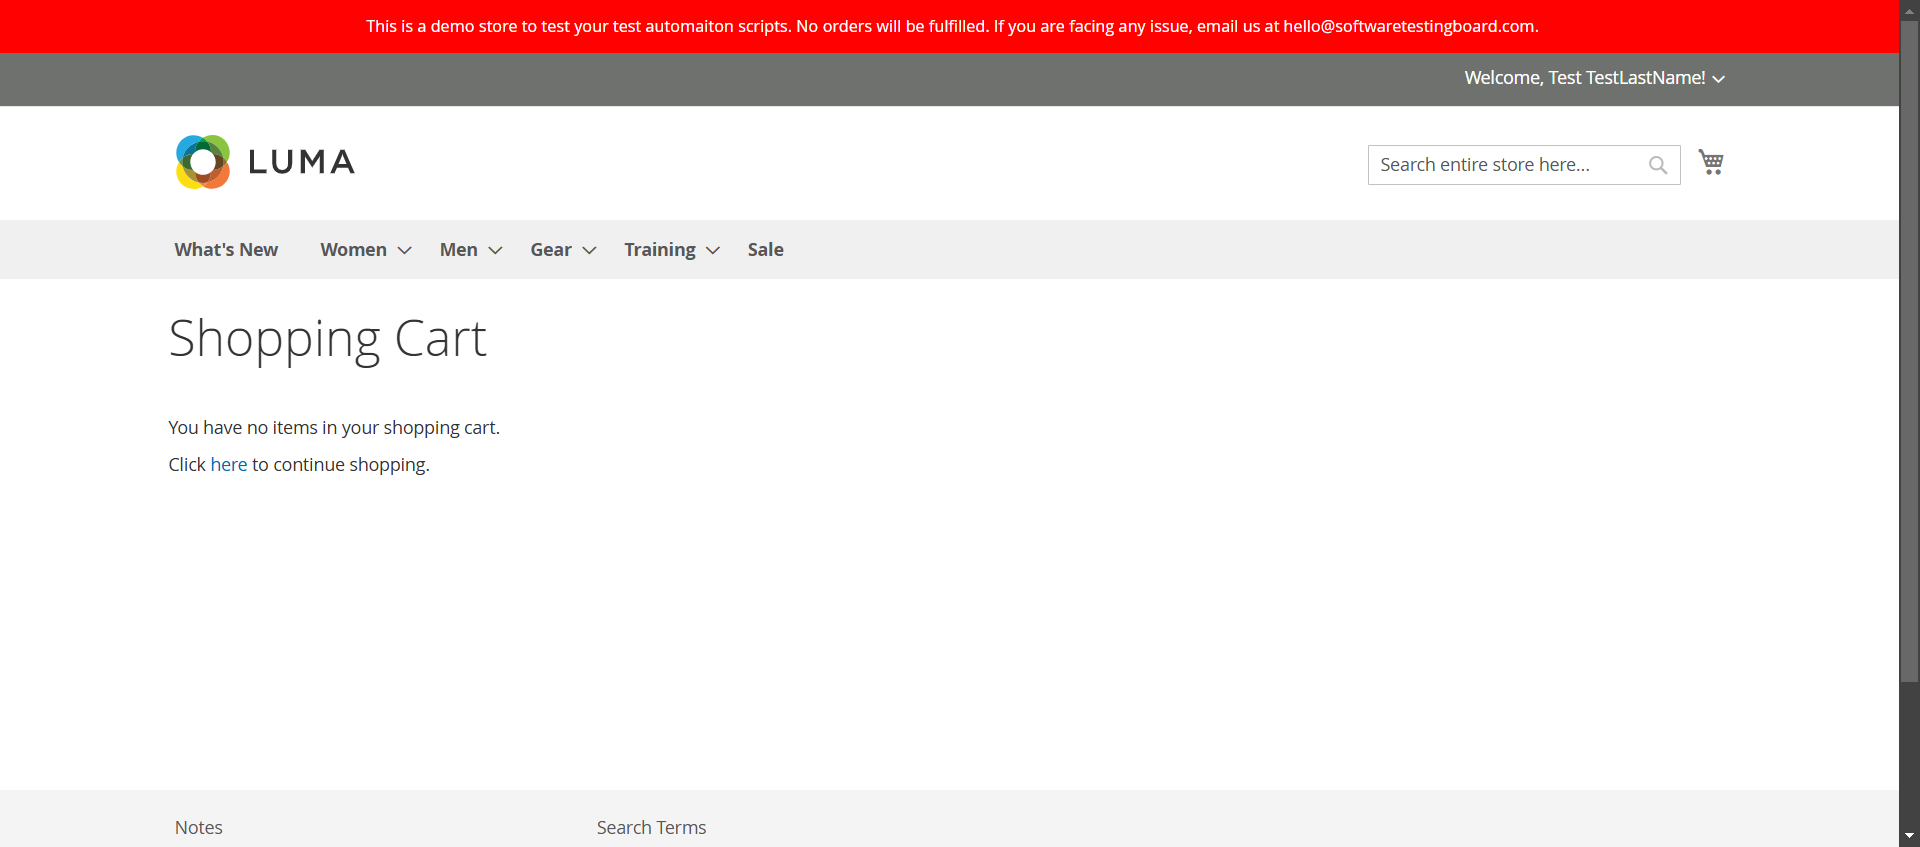 This is a demo store to test your test automaiton scripts. No orders will be fulfilled. If you are facing any issue, email us at hello@softwaretestingboard.com.
Welcome, Test TestLastName!
LUMA
Search entire store here...
What's New Women Men Gear Training Sale
Shopping Cart
You have no items in your shopping cart.
Click here to continue shopping.
Notes Search Terms